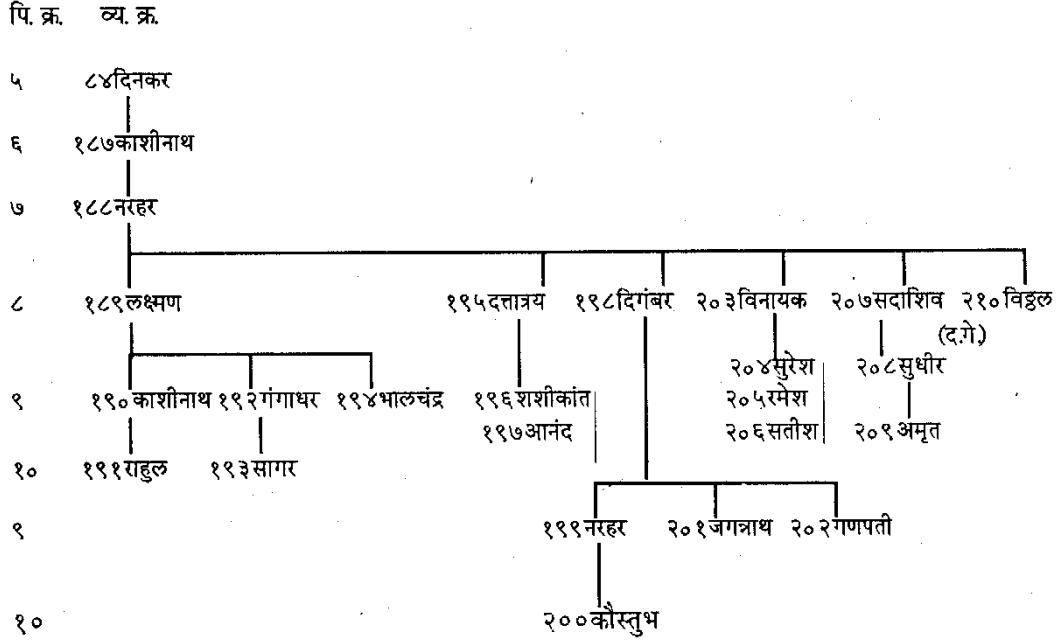 पि. क्र. व्य. क्र.
५ ८४दिनकर
६ १८७काशीनाथ
७ १८८नरहर
८ १८९लक्ष्मण १९५दत्तात्रय १९८दिगंबर २०३विनायक २०७सदाशिव २१०विठ्ठल
(द.गे.)
२०४सुरेश २०८सुधीर
९ १९०काशीनाथ १९२गंगाधर १९४भालचंद्र १९६शशीकांत २०५रमेश
१९७आनंद २०६सतीश २०९अमृत
१० १९१राहुल १९३सागर
९ १९९नरहर २०१जगन्नाथ २०२गणपती
१० २००कौस्तुभ